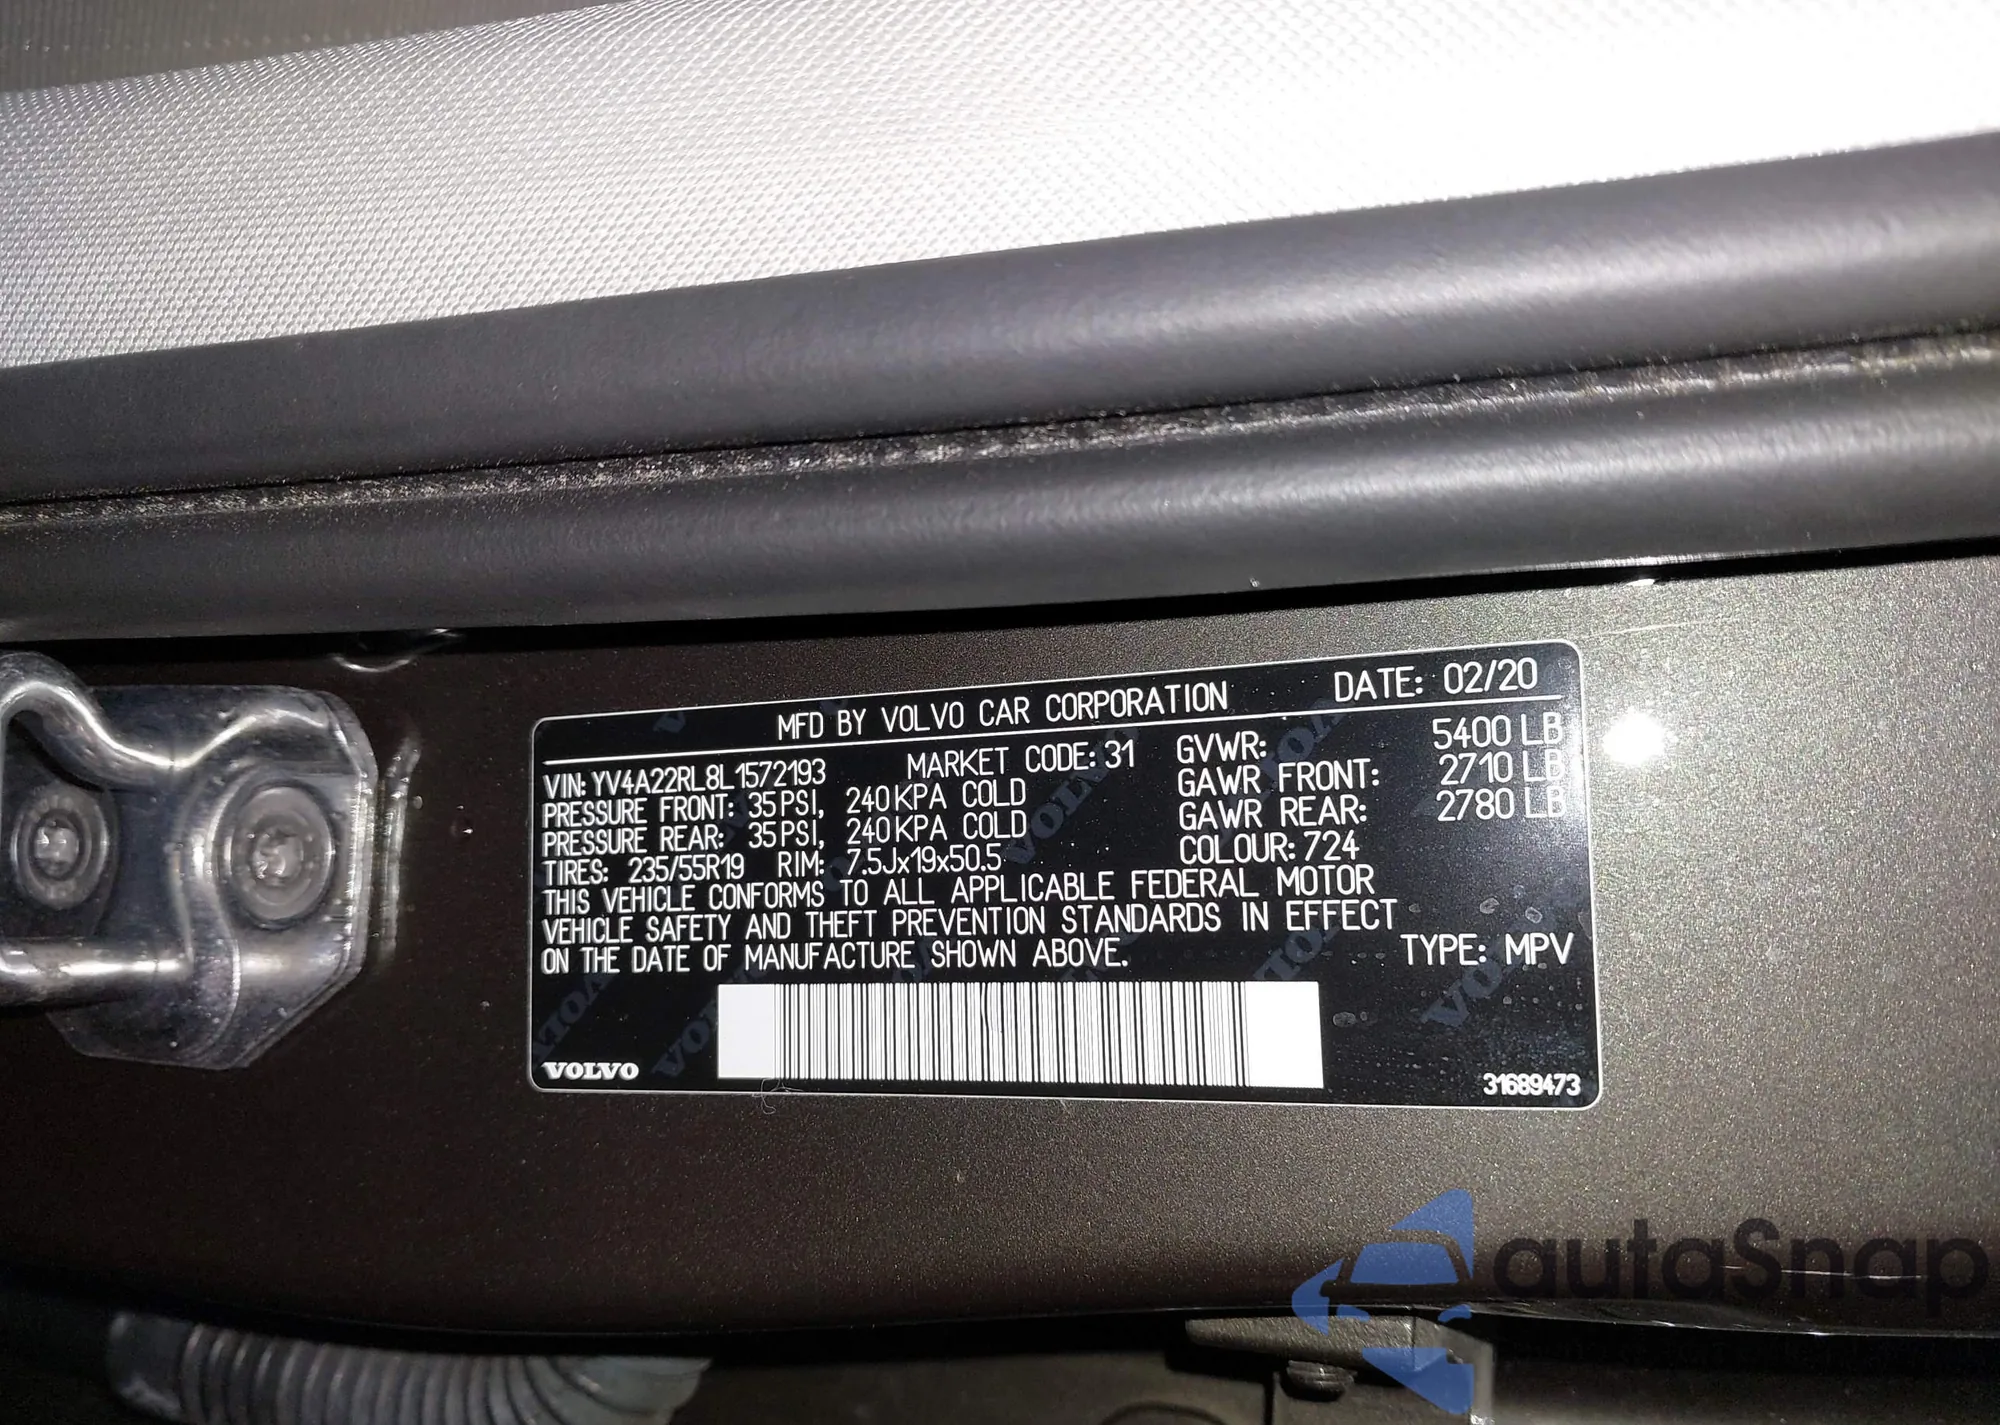 MFD BY VOLVO CAR CORPORATION DATE: 02/20
VIN: YV4A22RL8L1572193 MARKET CODE: 31 GVWR: 5400 LB
PRESSURE FRONT: 35 PSI, 240 KPA COLD GAWR FRONT: 2710 LB
PRESSURE REAR: 35 PSI, 240 KPA COLD GAWR REAR: 2780 LB
TIRES: 235/55R19 RIM: 7.5Jx19x50.5 COLOUR: 724
THIS VEHICLE CONFORMS TO ALL APPLICABLE FEDERAL MOTOR
VEHICLE SAFETY AND THEFT PREVENTION STANDARDS IN EFFECT
ON THE DATE OF MANUFACTURE SHOWN ABOVE. TYPE: MPV
VOLVO 31689473
autaSnap